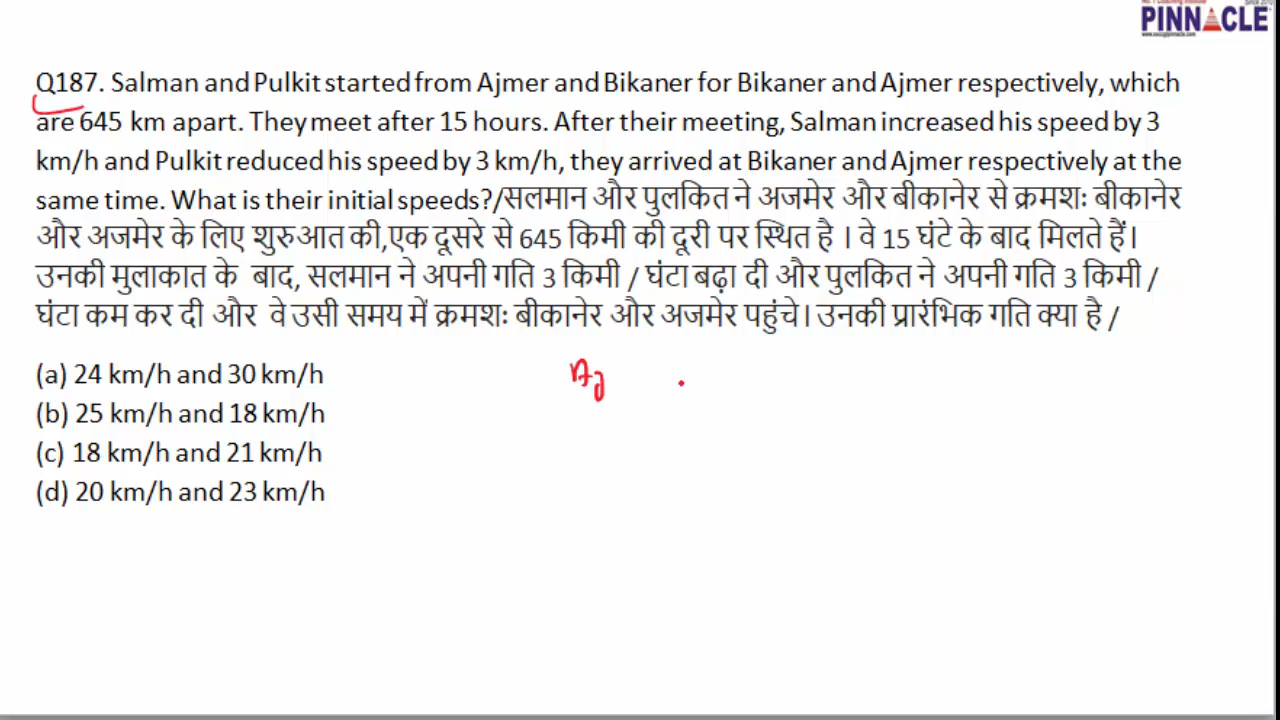 PINNACLE
Q187. Salman and Pulkit started from Ajmer and Bikaner for Bikaner and Ajmer respectively, which
are 645 km apart. They meet after 15 hours. After their meeting, Salman increased his speed by 3
km/h and Pulkit reduced his speed by 3 km/h, they arrived at Bikaner and Ajmer respectively at the
same time. What is their initial speeds?/सलमान और पुलकित ने अजमेर और बीकानेर से क्रमशः बीकानेर
और अजमेर के लिए शुरुआत की,एक दूसरे से 645 किमी की दूरी पर स्थित है । वे 15 घंटे के बाद मिलते हैं।
उनकी मुलाकात के बाद, सलमान ने अपनी गति 3 किमी / घंटा बढ़ा दी और पुलकित ने अपनी गति 3 किमी /
घंटा कम कर दी और वे उसी समय में क्रमशः बीकानेर और अजमेर पहुंचे। उनकी प्रारंभिक गति क्या है /
(a) 24 km/h and 30 km/h
Aj
(b) 25 km/h and 18 km/h
(c) 18 km/h and 21 km/h
(d) 20 km/h and 23 km/h